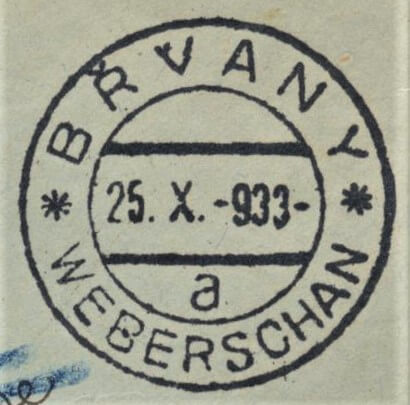 BŘVANY
* 25. X. -933- *
a
WEBERSCHAN